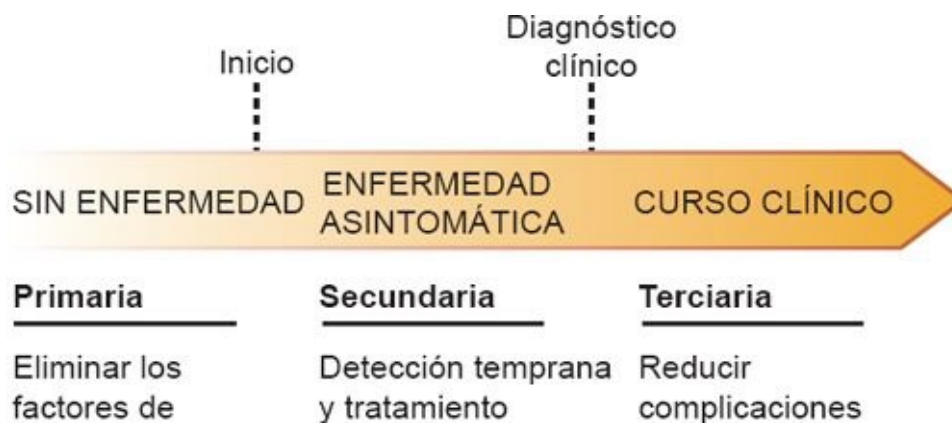 Inicio
Diagnóstico
clínico
SIN ENFERMEDAD
ENFERMEDAD
ASINTOMÁTICA
CURSO CLÍNICO
Primaria
Eliminar los
factores de
Secundaria
Detección temprana
y tratamiento
Terciaria
Reducir
complicaciones